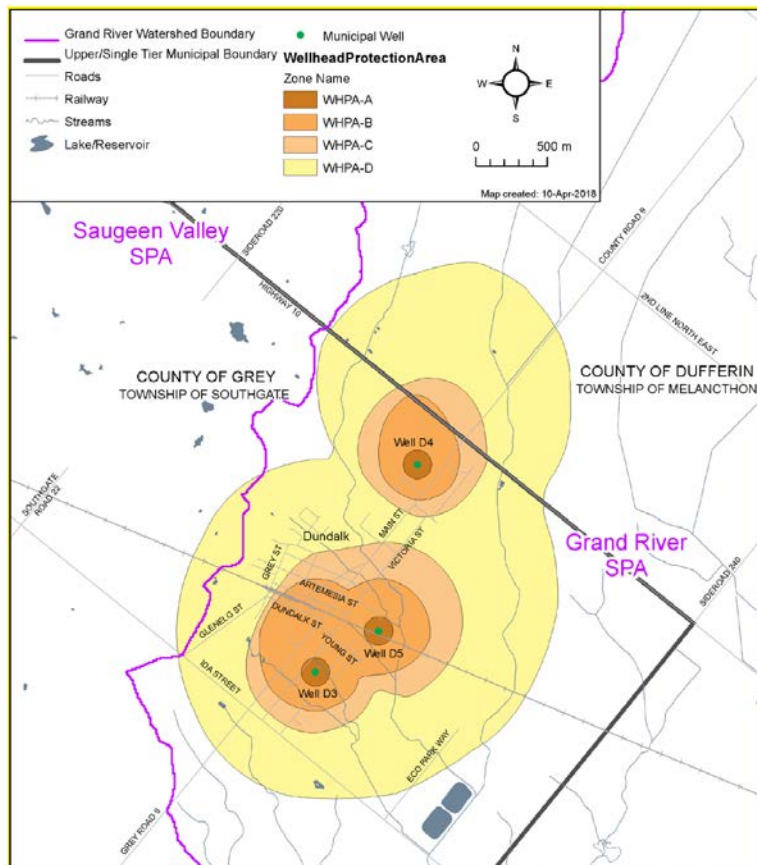 Grand River Watershed Boundary
Upper/Single Tier Municipal Boundary
Roads
Railway
Streams
Lake/Reservoir
Municipal Well
WellheadProtectionArea
Zone Name
WHPA-A
WHPA-B
WHPA-C
WHPA-D
N
W E
S
0 500 m
Map created: 10-Apr-2018
Saugeen Valley
SPA
SIDEROAD 220
HIGHWAY 10
COUNTY ROAD 9
2ND LINE NORTH EAST
COUNTY OF GREY
TOWNSHIP OF SOUTHGATE
COUNTY OF DUFFERIN
TOWNSHIP OF MELANCTHON
Well D4
SOUTHGATE
ROAD 22
Dundalk
MAIN ST
VICTORIA ST
GREY ST
Grand River
SPA
SIDEROAD 240
ARTEMESIA ST
GLENELG ST
DUNDALK ST
YOUNG ST
Well D5
IDA STREET
Well D3
ECO PARK WAY
GREY ROAD 9